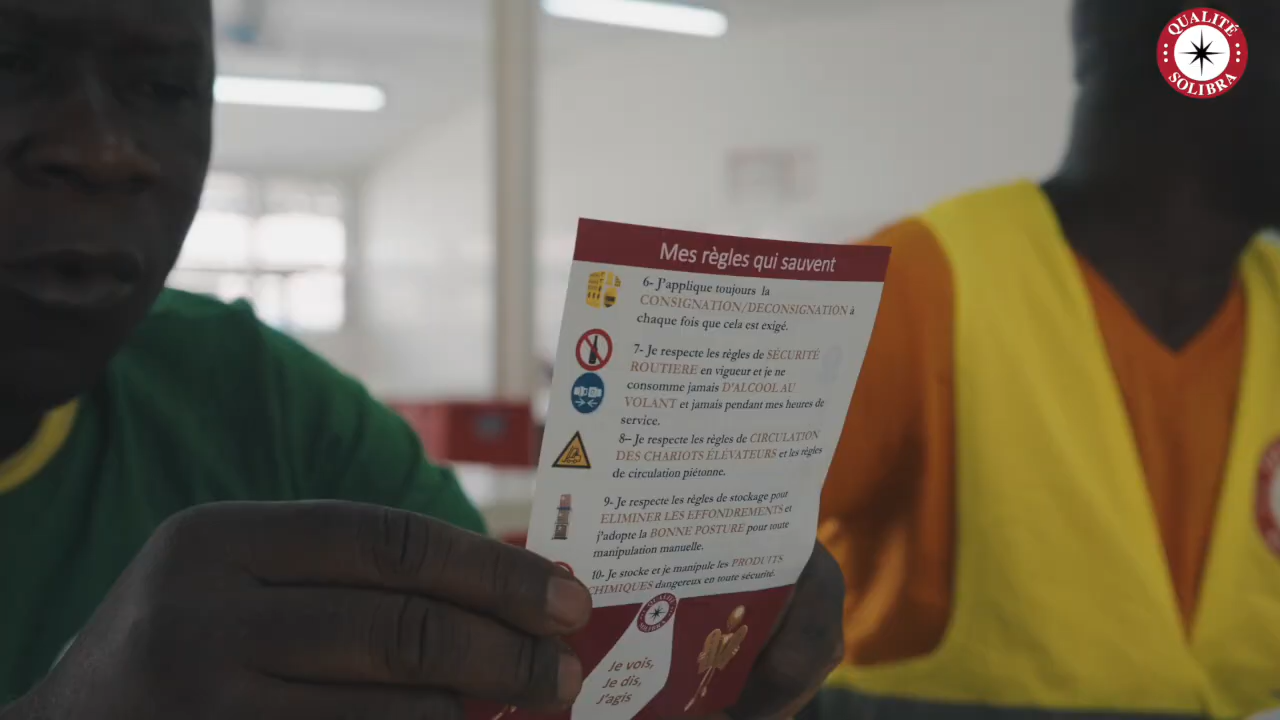 QUALITÉ
SOLIBRA
Mes règles qui sauvent
6- J'applique toujours la
CONSIGNATION/DECONSIGNATION à
chaque fois que cela est exigé.
7- Je respecte les règles de SÉCURITÉ
ROUTIERE en vigueur et je ne
consomme jamais D'ALCOOL AU
VOLANT et jamais pendant mes heures de
service.
8– Je respecte les règles de CIRCULATION
DES CHARIOTS ÉLÉVATEURS et les règles
de circulation piétonne.
9- Je respecte les règles de stockage pour
ELIMINER LES EFFONDREMENTS et
j'adopte la BONNE POSTURE pour toute
manipulation manuelle.
10- Je stocke et je manipule les PRODUITS
CHIMIQUES dangereux en toute sécurité.
QUALITÉ
SOLIBRA
Je vois,
Je dis,
J'agis